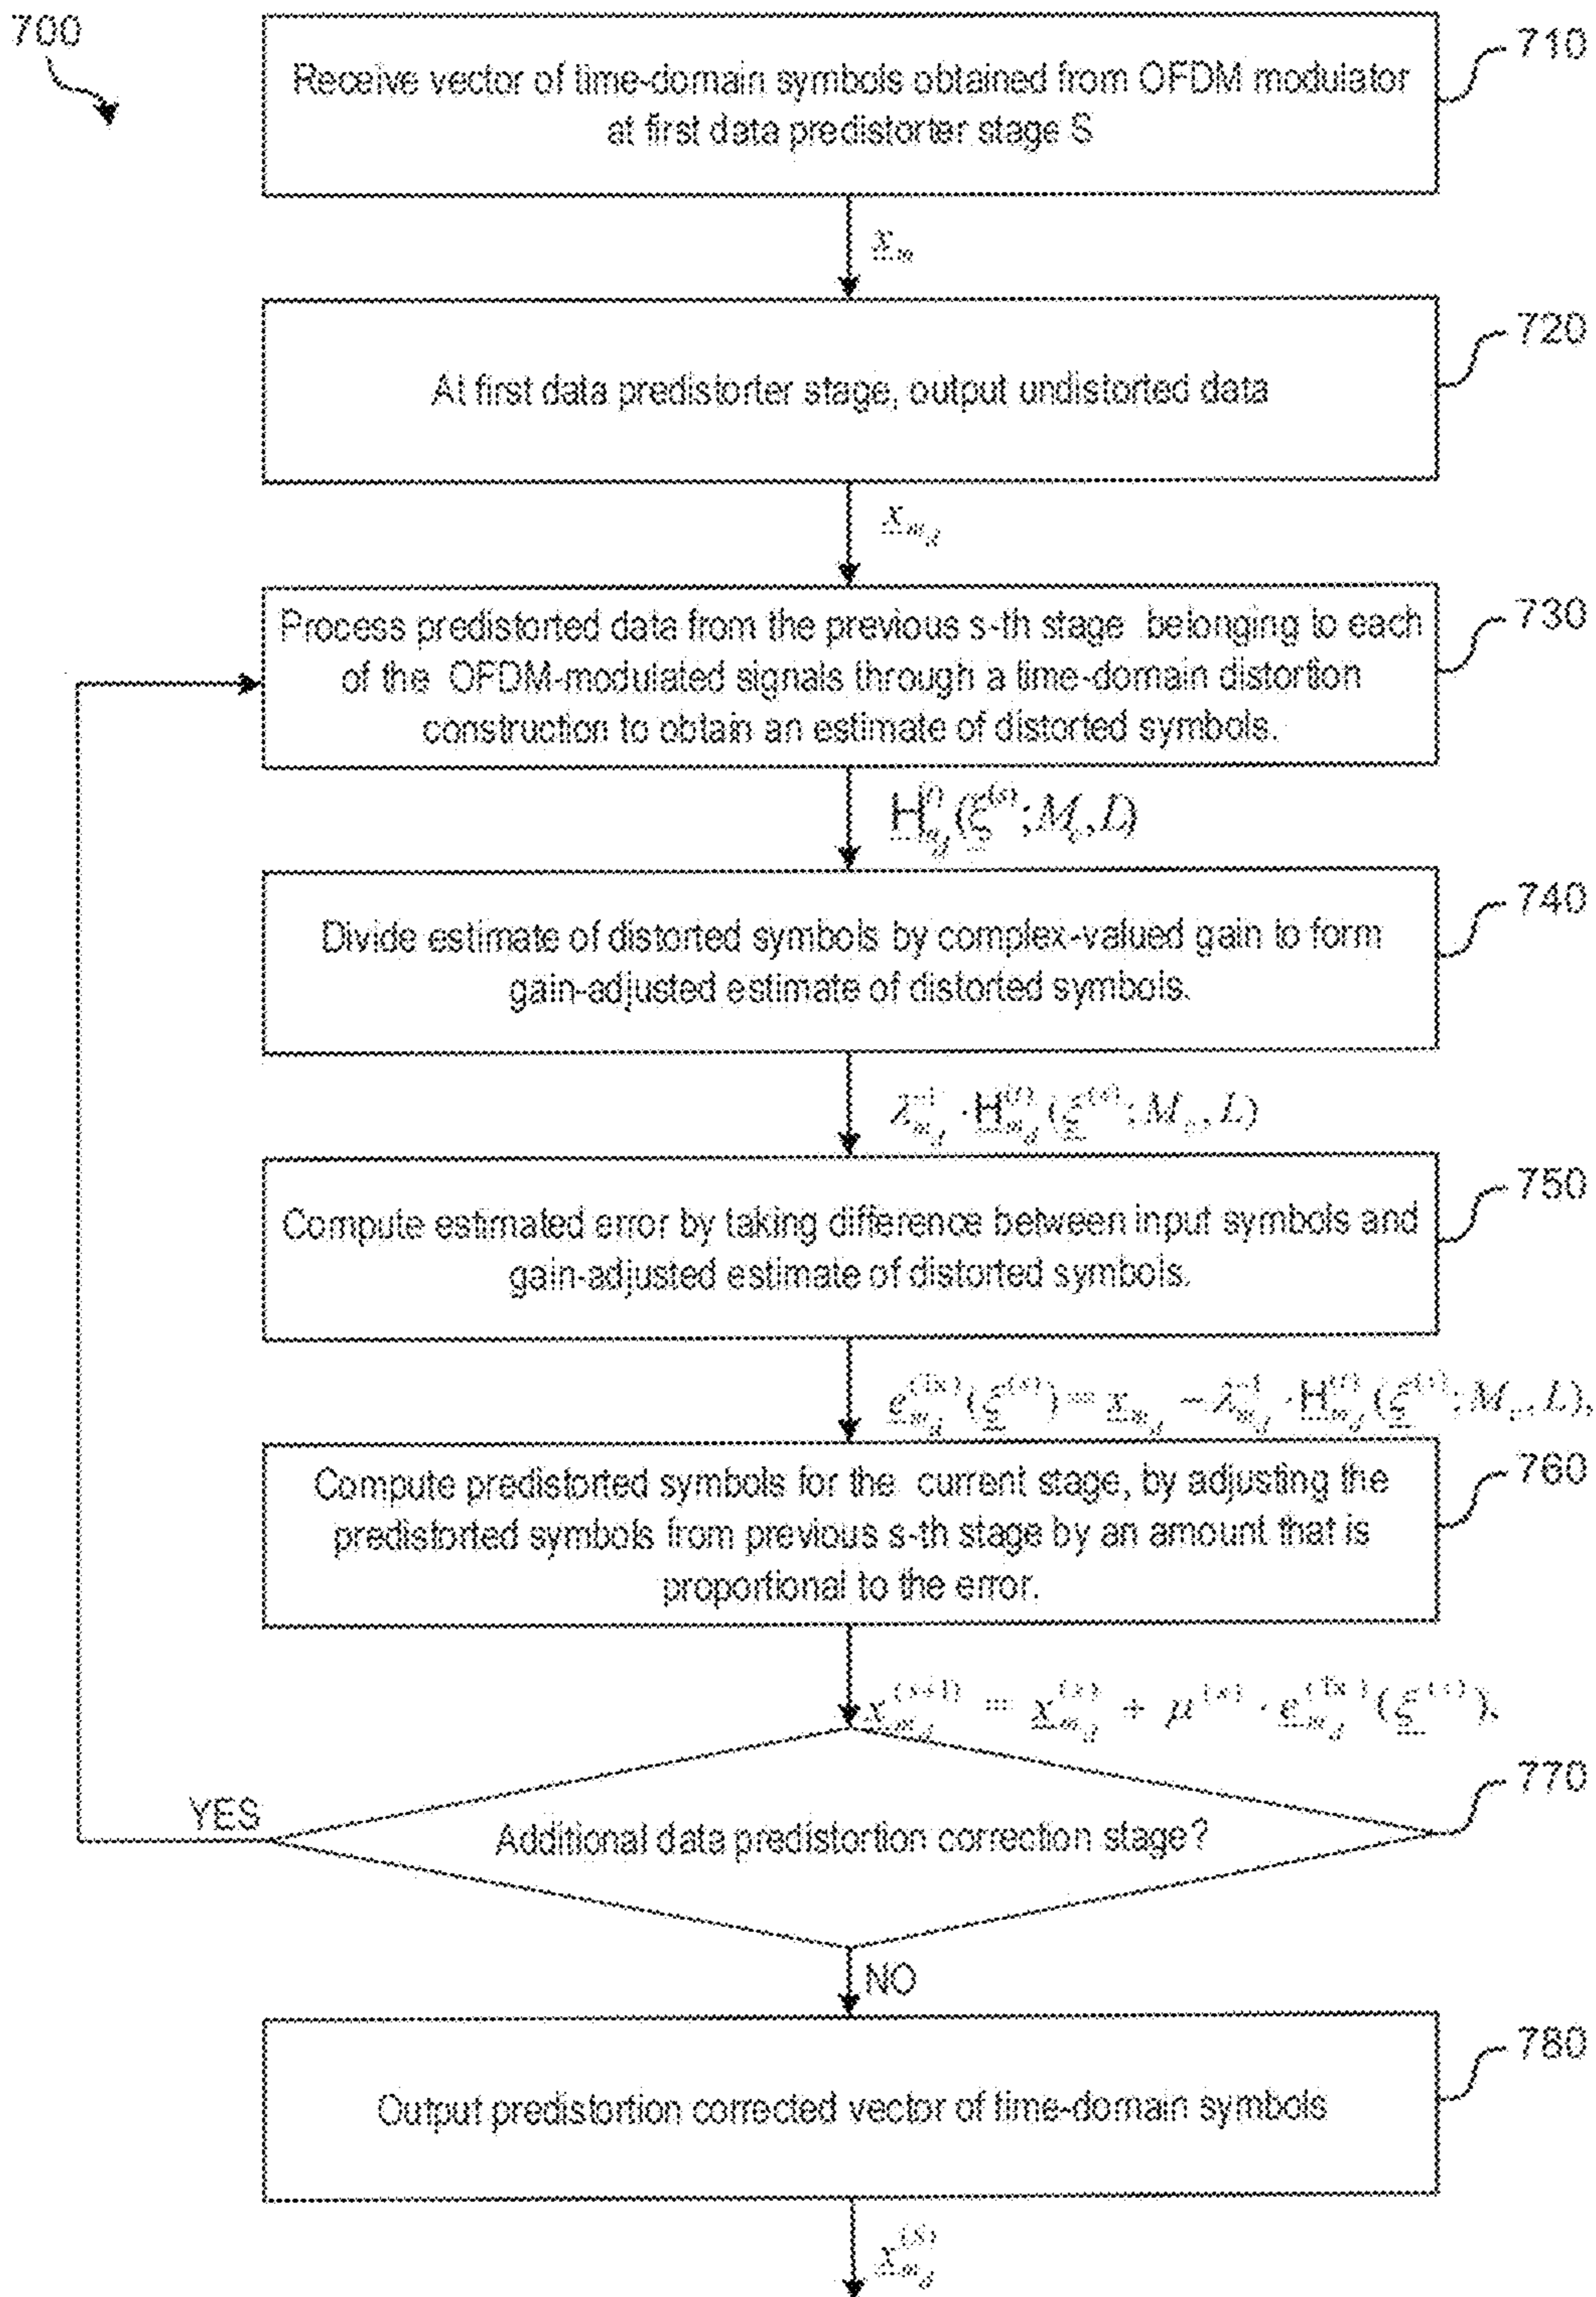 700
710
Receive vector of time-domain symbols obtained from OFDM modulator
at first data predistorter stage S
x_m
720
At first data predistorter stage, output undistorted data
x_{m_d}
730
Process predistorted data from the previous s-th stage belonging to each
of the OFDM-modulated signals through a time-domain distortion
construction to obtain an estimate of distorted symbols.
740
Divide estimate of distorted symbols by complex-valued gain to form
gain-adjusted estimate of distorted symbols.
750
Compute estimated error by taking difference between input symbols and
gain-adjusted estimate of distorted symbols.
760
Compute predistorted symbols for the current stage, by adjusting the
predistorted symbols from previous s-th stage by an amount that is
proportional to the error.
770
YES
Additional data predistortion correction stage?
NO
780
Output predistortion corrected vector of time-domain symbols
x_{m_d}^{(S)}